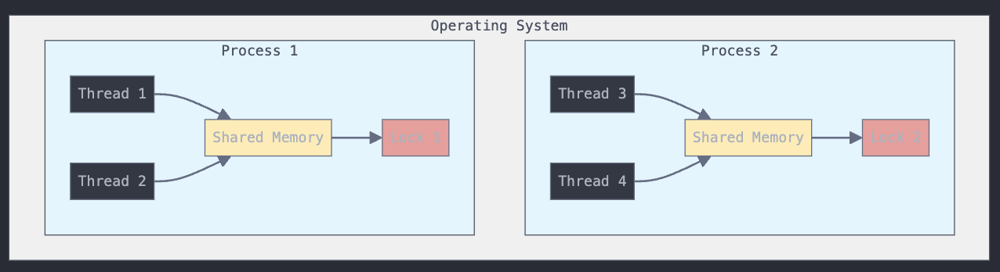 Operating System
Process 1
Thread 1
Shared Memory
Lock 1
Thread 2
Process 2
Thread 3
Shared Memory
Lock 2
Thread 4